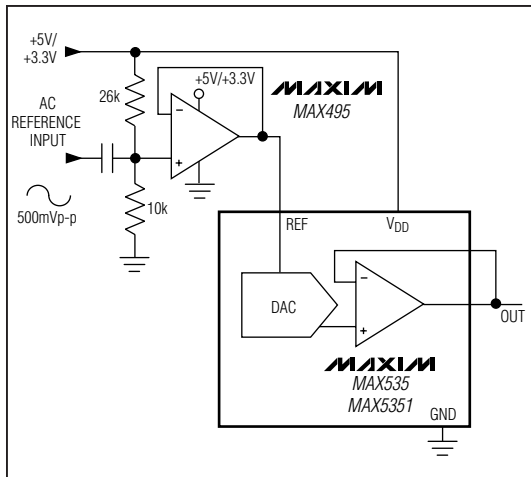 +5V/
+3.3V
+5V/+3.3V
MAXIM
MAX495
26k
AC
REFERENCE
INPUT
–
+
10k
500mVp-p
REF
VDD
–
DAC
+
OUT
MAXIM
MAX535
MAX5351
GND